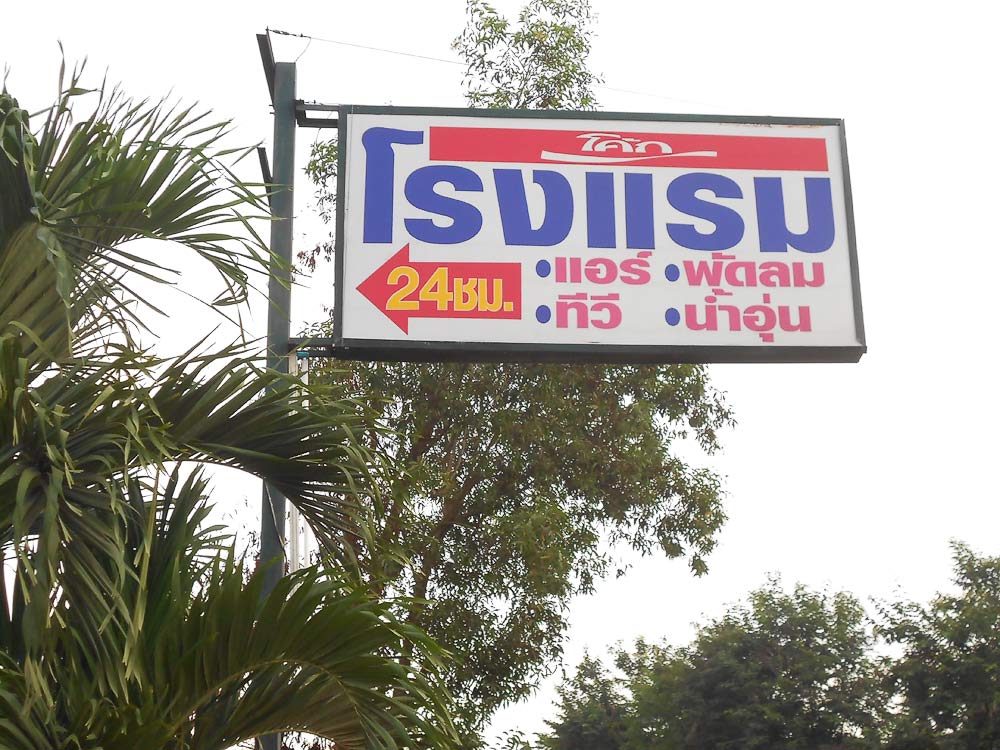 โค้ก
โรงแรม
24ชม.
•แอร์ •พัดลม
•ทีวี •น้ำอุ่น